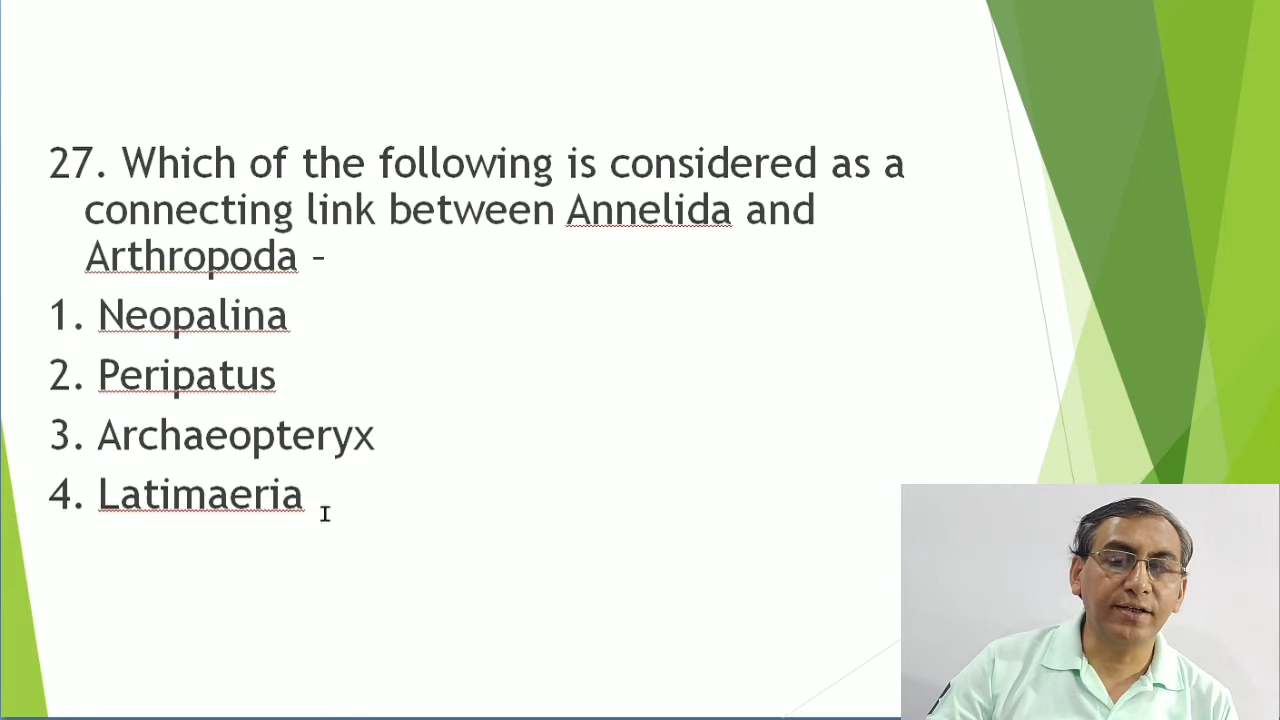 27. Which of the following is considered as a
connecting link between Annelida and
Arthropoda –
1. Neopalina
2. Peripatus
3. Archaeopteryx
4. Latimaeria